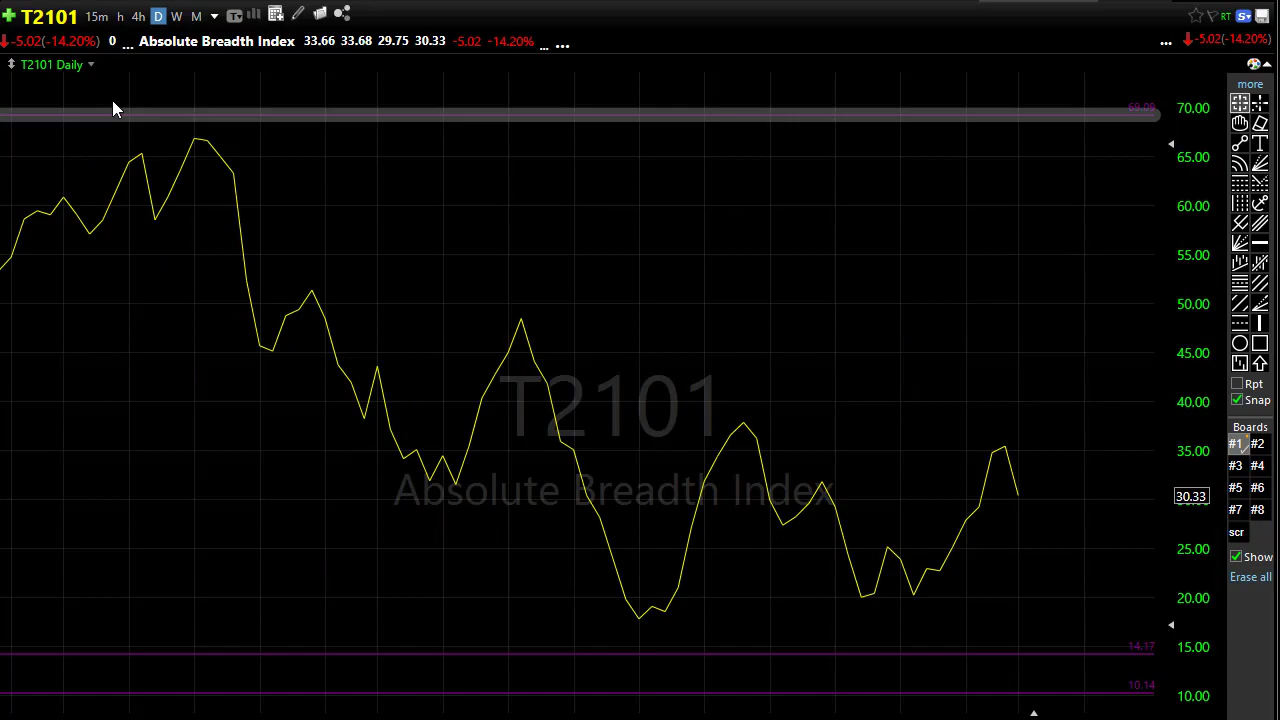 T2101 15m h 4h D W M RT S
-5.02(-14.20%) 0 ... Absolute Breadth Index 33.66 33.68 29.75 30.33 -5.02 -14.20% ... ... ... -5.02(-14.20%)
T2101 Daily
more
69.09 70.00
65.00
60.00
55.00
50.00
45.00
T2101 40.00
Rpt
Snap
Boards
35.00 #1 #2
#3 #4
Absolute Breadth Index 30.33 #5 #6
#7 #8
scr
25.00 Show
Erase all
20.00
14.17 15.00
10.14 10.00